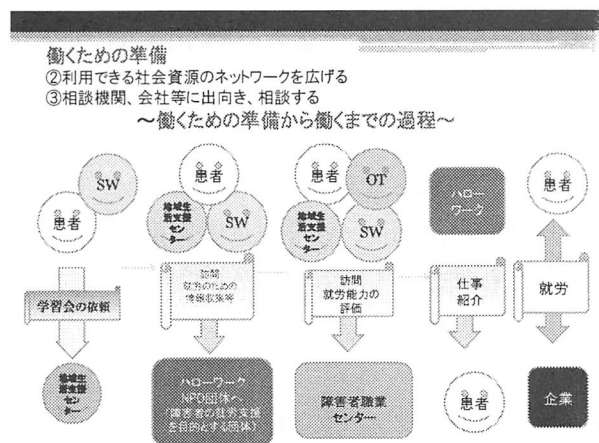 働くための準備
②利用できる社会資源のネットワークを広げる
③相談機関、会社等に出向き、相談する
～働くための準備から働くまでの過程～
患者
SW
学習会の依頼
地域生
活支援
セン
ター
患者
地域生
活支援
セン
ター
SW
訪問
就労のための
情報収集等
ハローワーク
NPO団体へ
(障害者の就労支援
を目的とする団体)
患者
OT
地域生
活支援
セン
ター
SW
訪問
就労能力の
評価
障害者職業
センター
ハロー
ワーク
仕事
紹介
患者
患者
就労
企業